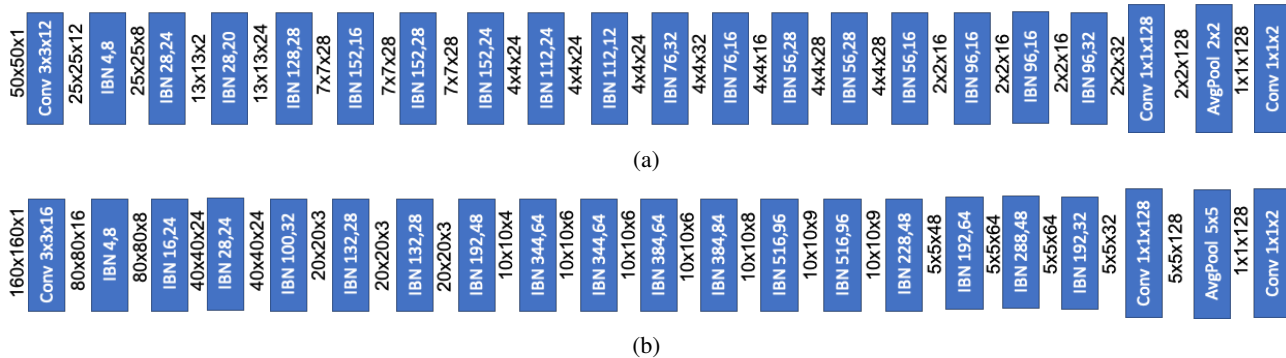 50x50x1
Conv 3x3x12
25x25x12
IBN 4,8
25x25x8
IBN 28,24
13x13x2
IBN 28,20
13x13x24
IBN 128,28
7x7x28
IBN 152,16
7x7x28
IBN 152,28
7x7x28
IBN 152,24
4x4x24
IBN 112,24
4x4x24
IBN 112,12
4x4x24
IBN 76,32
4x4x32
IBN 76,16
4x4x16
IBN 56,28
4x4x28
IBN 56,28
4x4x28
IBN 56,16
2x2x16
IBN 96,16
2x2x16
IBN 96,16
2x2x16
IBN 96,32
2x2x32
Conv 1x1x128
2x2x128
AvgPool 2x2
1x1x128
Conv 1x1x2
(a)
160x160x1
Conv 3x3x16
80x80x16
IBN 4,8
80x80x8
IBN 16,24
40x40x24
IBN 28,24
40x40x24
IBN 100,32
20x20x3
IBN 132,28
20x20x3
IBN 132,28
20x20x3
IBN 192,48
10x10x4
IBN 344,64
10x10x6
IBN 344,64
10x10x6
IBN 384,64
10x10x6
IBN 384,84
10x10x8
IBN 516,96
10x10x9
IBN 516,96
10x10x9
IBN 228,48
5x5x48
IBN 192,64
5x5x64
IBN 288,48
5x5x64
IBN 192,32
5x5x32
Conv 1x1x128
5x5x128
AvgPool 5x5
1x1x128
Conv 1x1x2
(b)